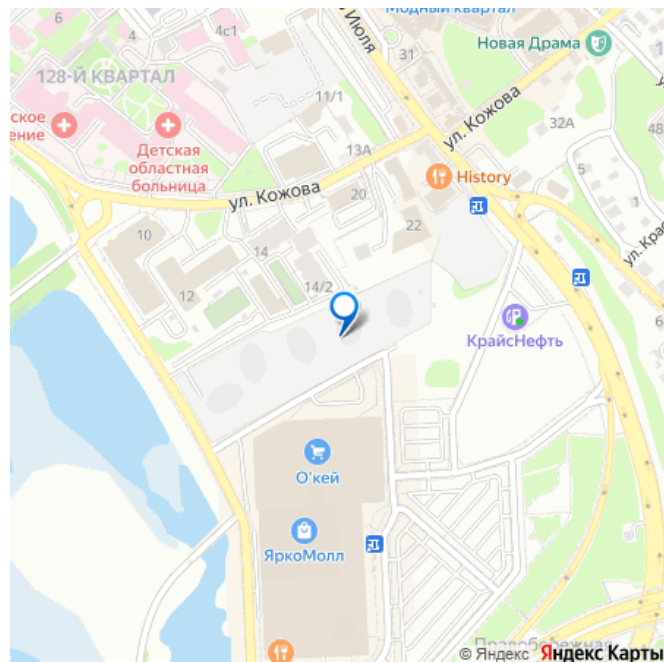 Модный квартал
Июля
4с1
31
Новая Драма
128-Й КВАРТАЛ
ское
ение
Детская
областная
больница
11/1
13А
ул. Кожова
32А
48
ул. Кожова
20
History
5
1
22
10
14
12
14/2
ул. Крас
КрайсНефть
6
О'кей
ЯркоМолл
Правобережная
© Яндекс Яндекс Карты